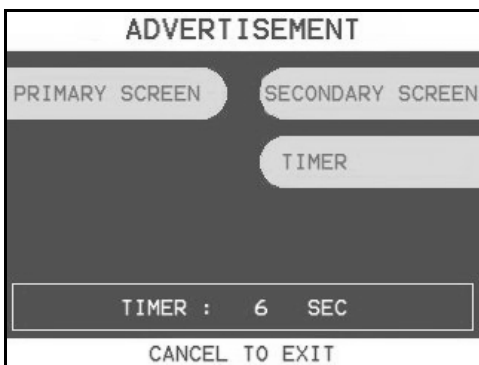 ADVERTISEMENT
PRIMARY SCREEN
SECONDARY SCREEN
TIMER
TIMER : 6 SEC
CANCEL TO EXIT